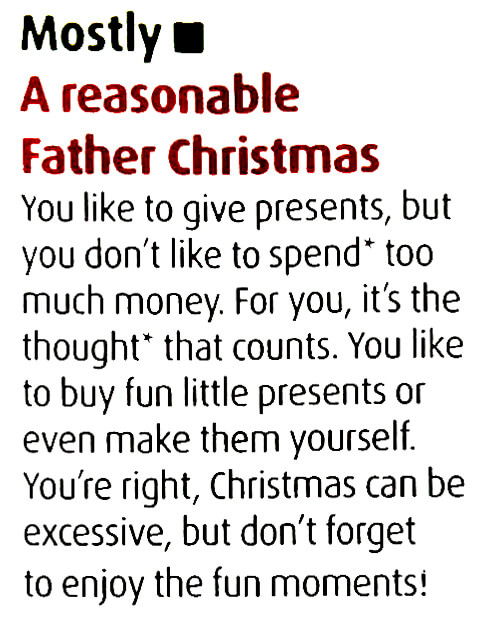 Mostly ■
A reasonable
Father Christmas
You like to give presents, but
you don't like to spend* too
much money. For you, it's the
thought* that counts. You like
to buy fun little presents or
even make them yourself.
You're right, Christmas can be
excessive, but don't forget
to enjoy the fun moments!